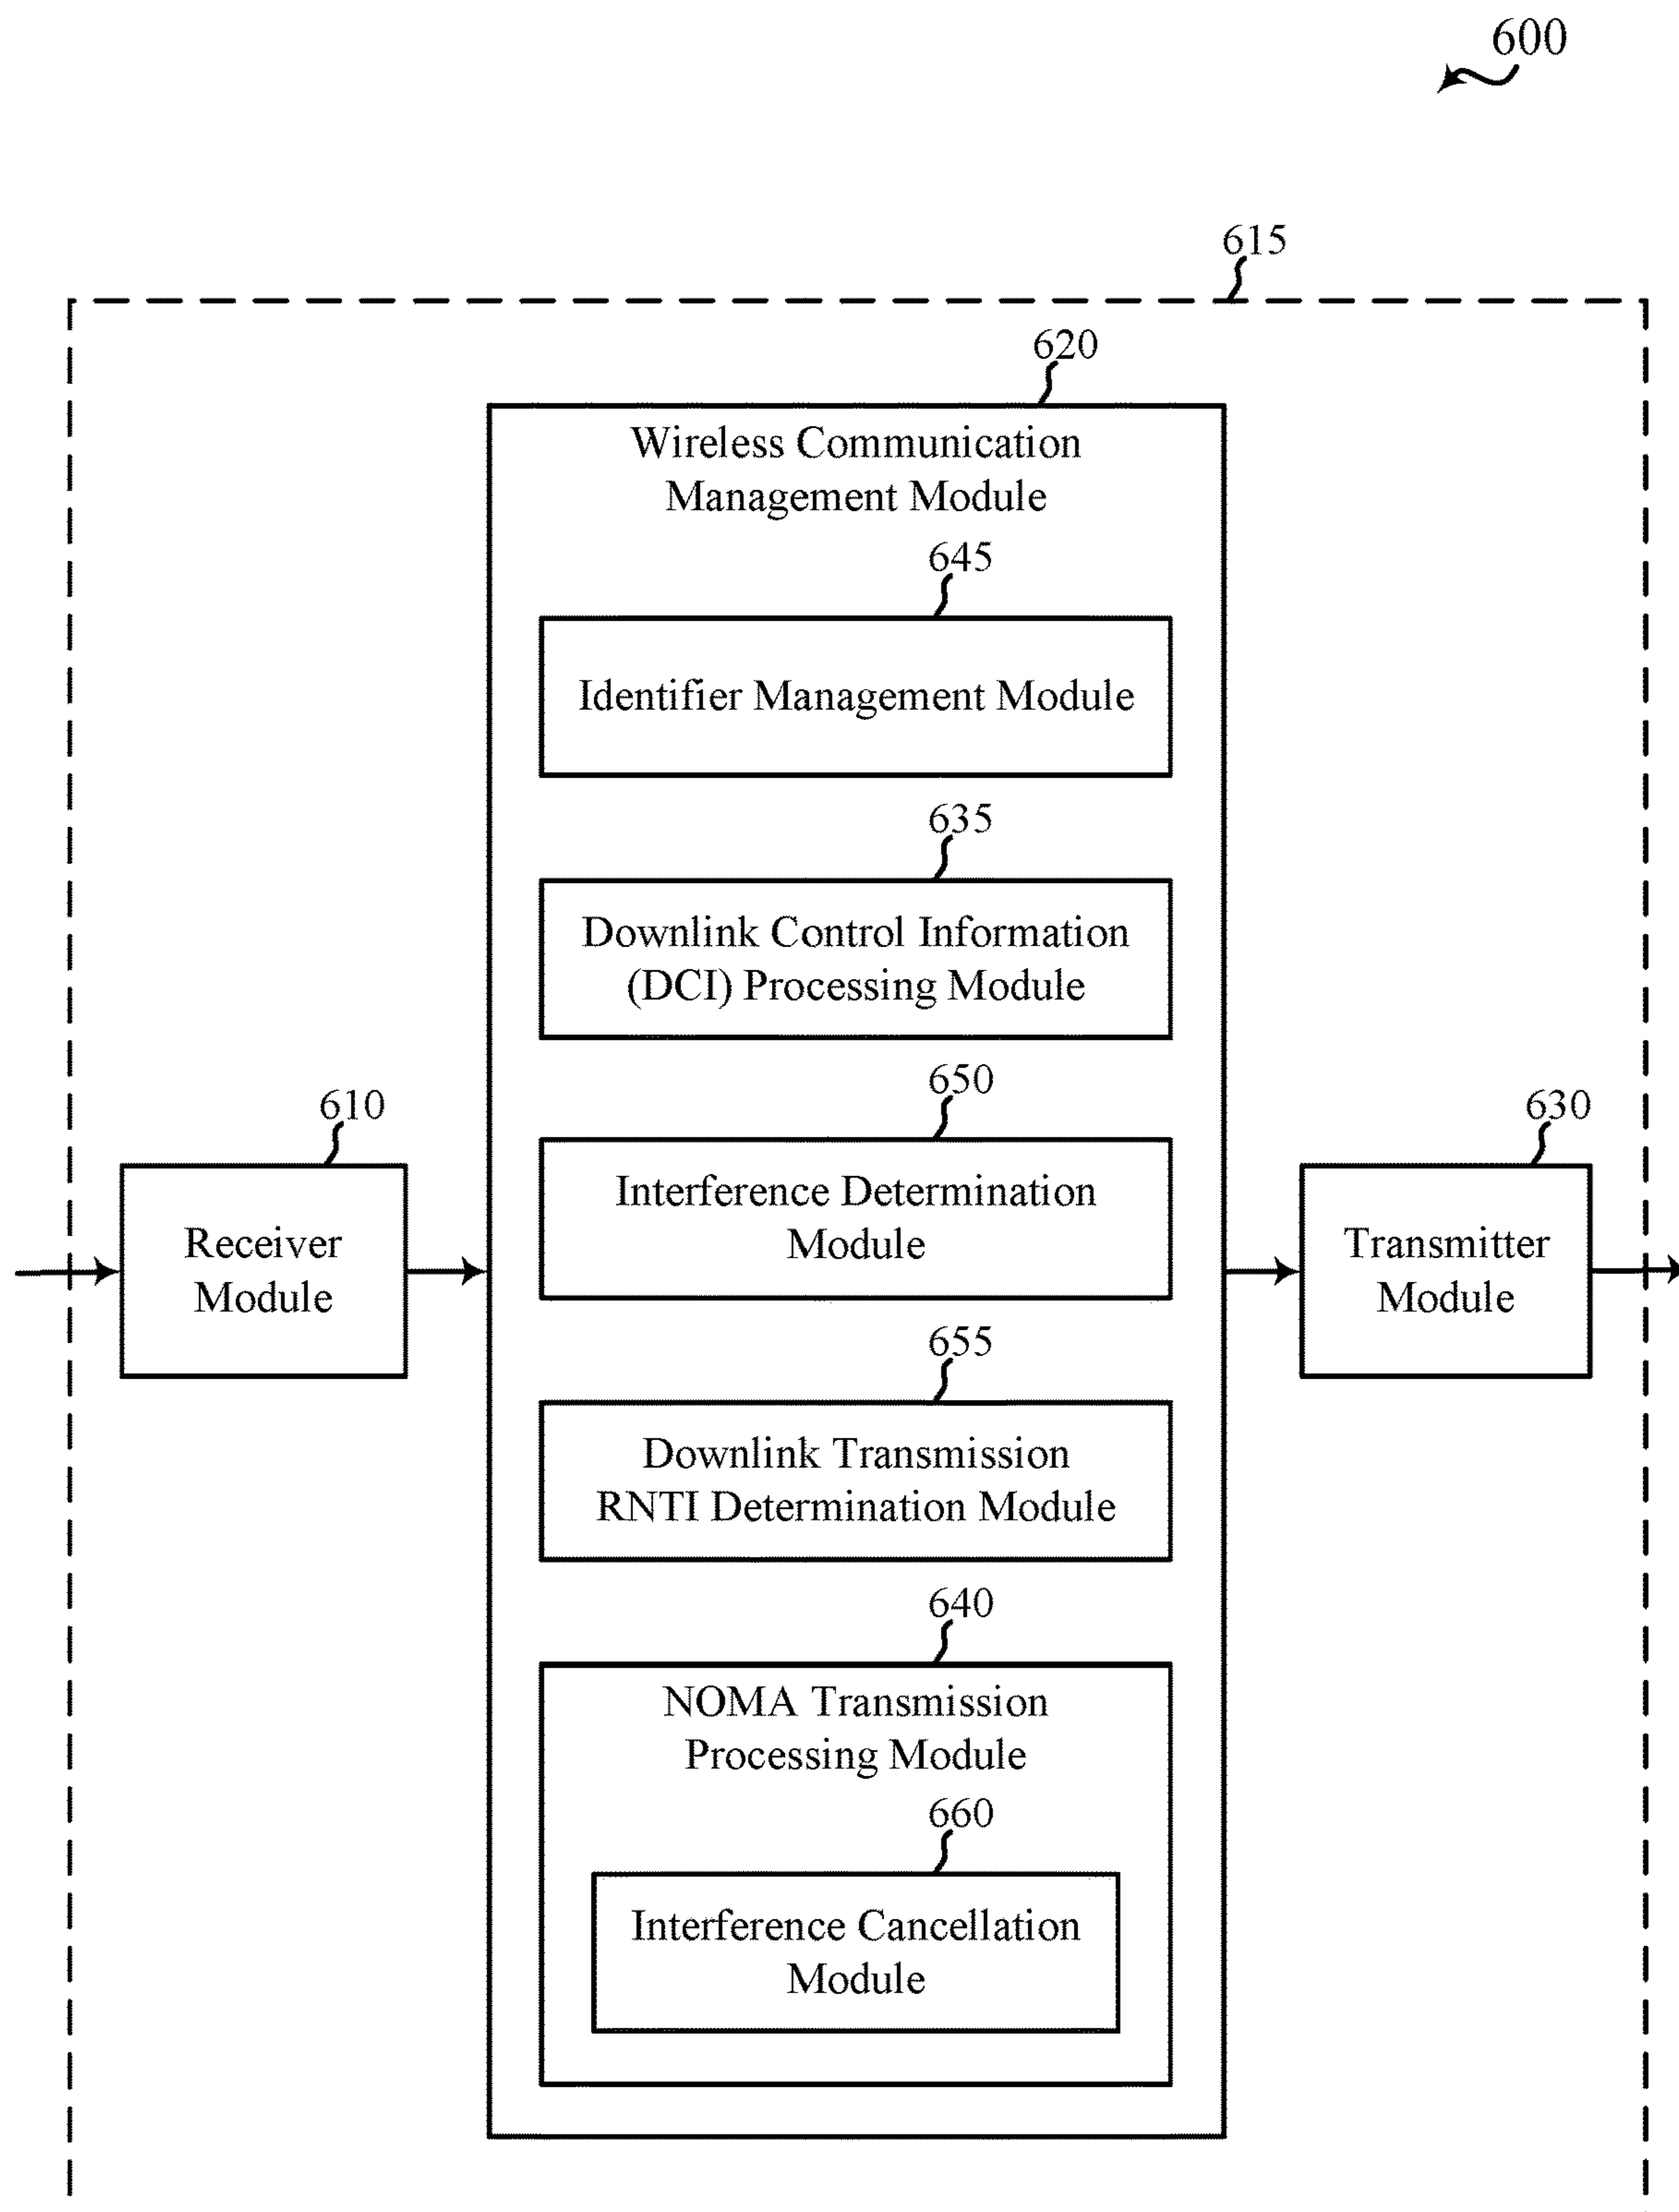 600
615
620
Wireless Communication
Management Module
645
Identifier Management Module
635
Downlink Control Information
(DCI) Processing Module
650
Interference Determination
Module
610
Receiver
Module
630
Transmitter
Module
655
Downlink Transmission
RNTI Determination Module
640
NOMA Transmission
Processing Module
660
Interference Cancellation
Module